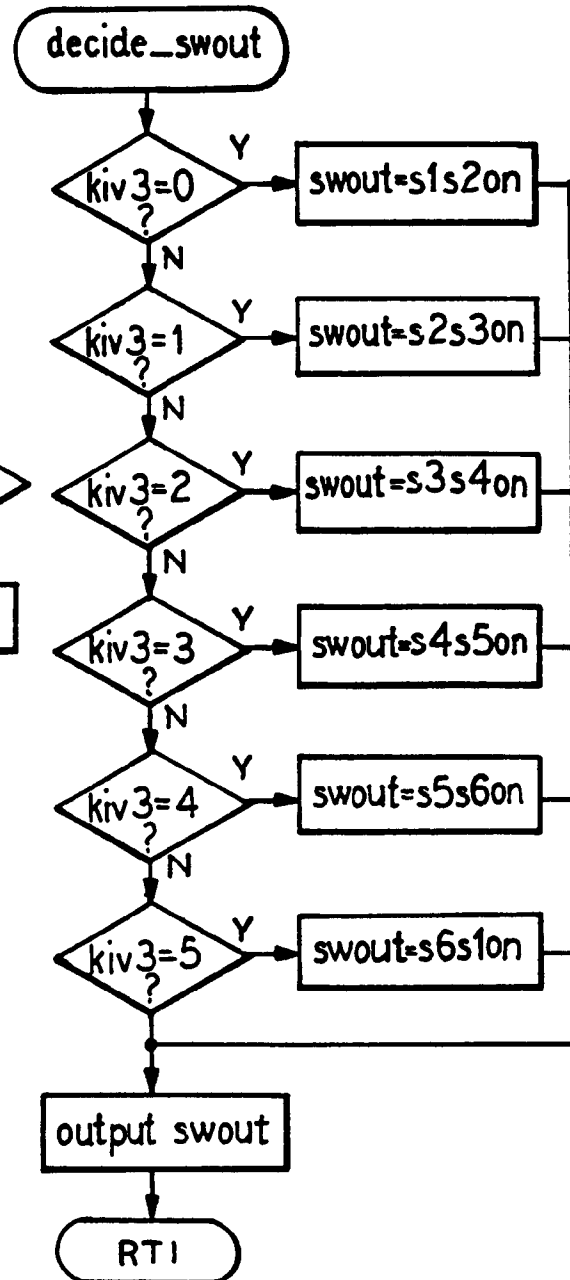 decide_swout
kiv3=0
?
Y
swout=s1s2on
N
kiv3=1
?
Y
swout=s2s3on
N
kiv3=2
?
Y
swout=s3s4on
N
kiv3=3
?
Y
swout=s4s5on
N
kiv3=4
?
Y
swout=s5s6on
N
kiv3=5
?
Y
swout=s6s1on
output swout
RTI